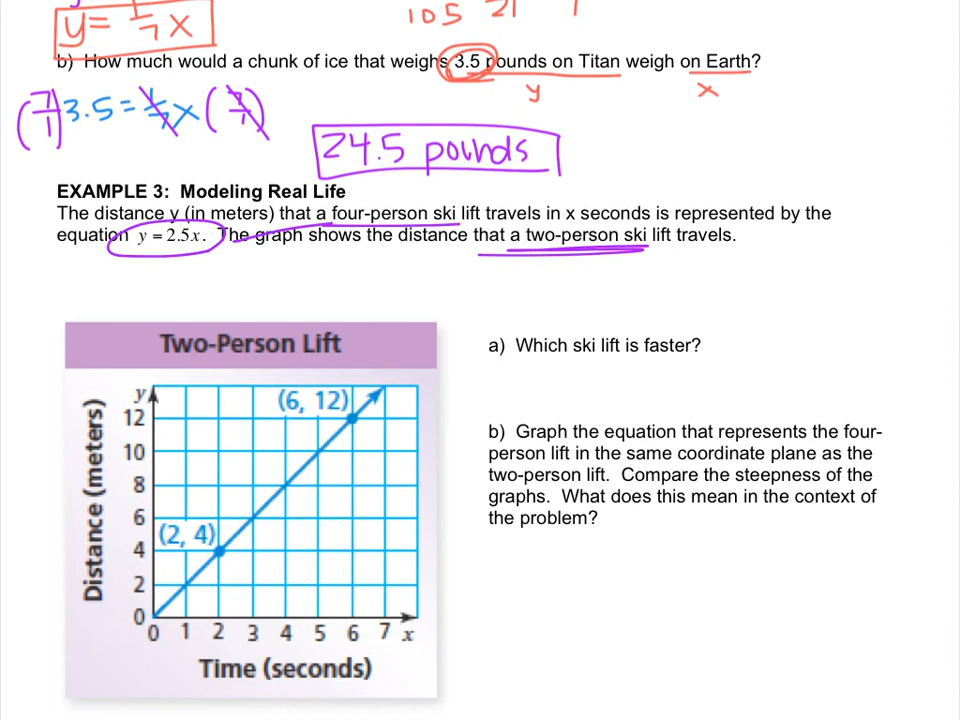 y = 1/7 x
105 21 7
b) How much would a chunk of ice that weighs 3.5 pounds on Titan weigh on Earth?
y x
(7/1) 3.5 = 1/7 x (7/1)
24.5 pounds
EXAMPLE 3: Modeling Real Life
The distance y (in meters) that a four-person ski lift travels in x seconds is represented by the
equation y = 2.5x. The graph shows the distance that a two-person ski lift travels.
Two-Person Lift
a) Which ski lift is faster?
b) Graph the equation that represents the four-
person lift in the same coordinate plane as the
two-person lift. Compare the steepness of the
graphs. What does this mean in the context of
the problem?
Distance (meters)
y
12
10
8
6
4
2
0
(6, 12)
(2, 4)
0 1 2 3 4 5 6 7 x
Time (seconds)